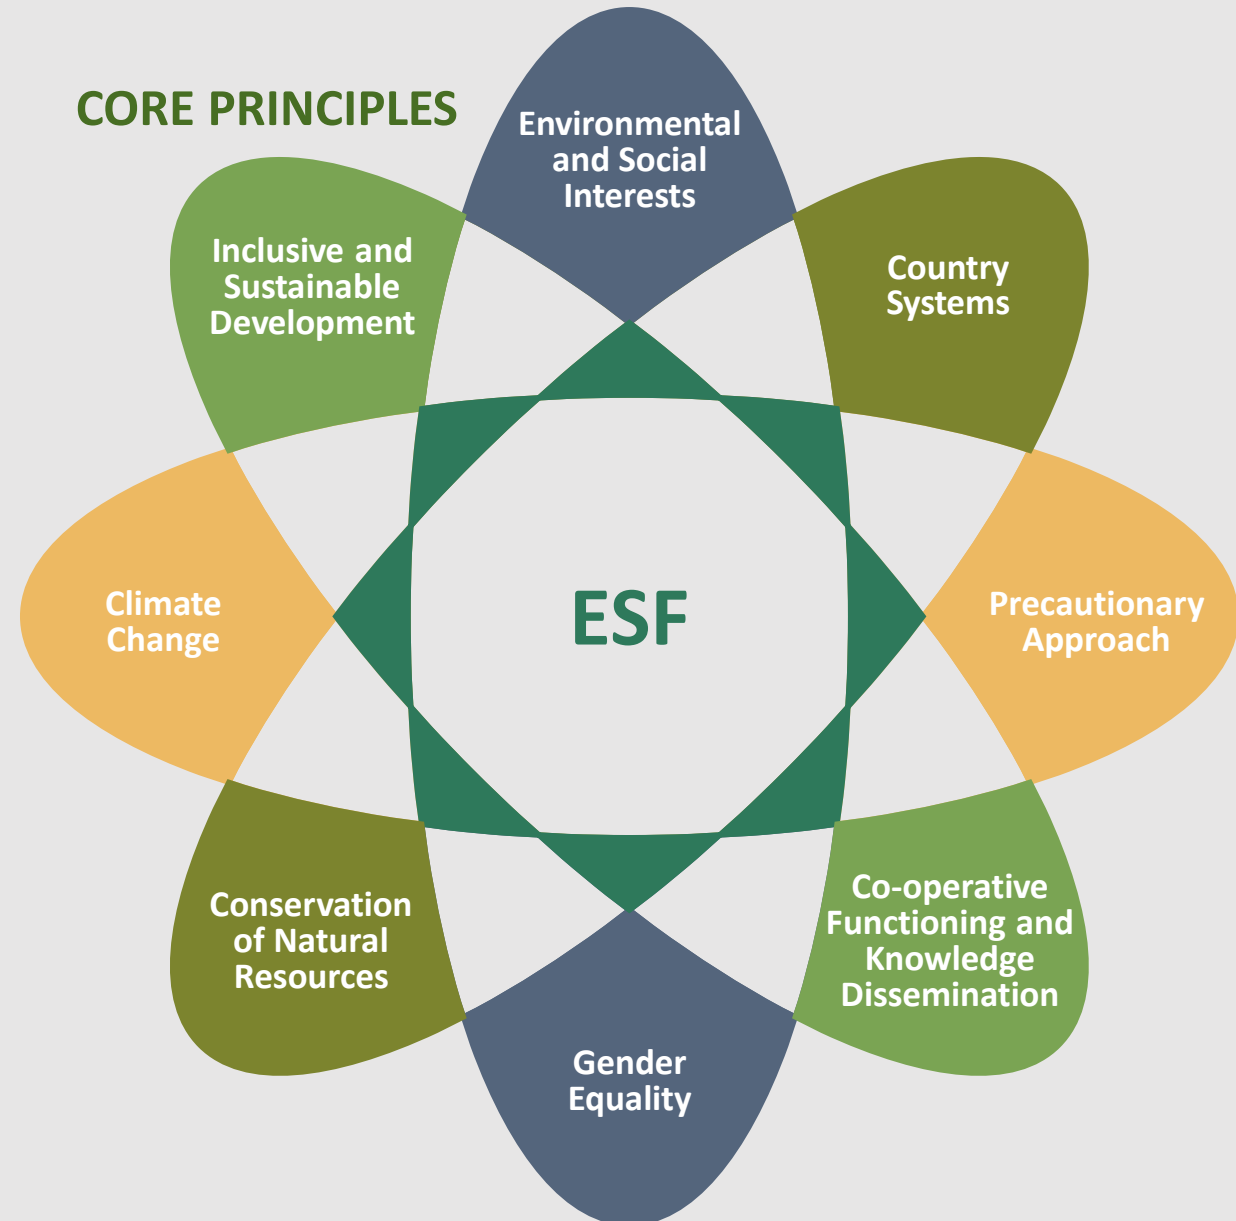 CORE PRINCIPLES
Environmental
and Social
Interests
Country
Systems
Precautionary
Approach
Co-operative
Functioning and
Knowledge
Dissemination
Gender
Equality
Conservation
of Natural
Resources
Climate
Change
Inclusive and
Sustainable
Development
ESF